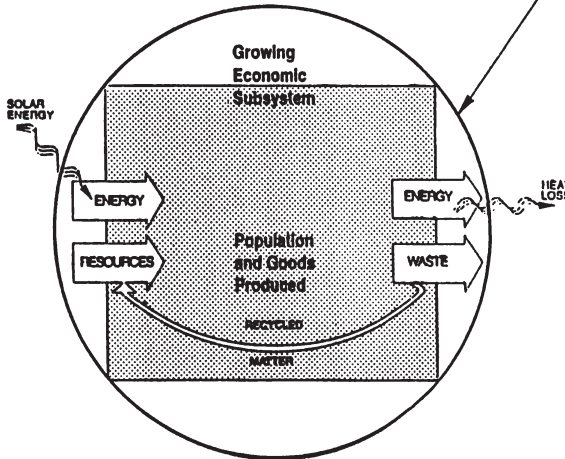 Growing
Economic
Subsystem
SOLAR
ENERGY
ENERGY
ENERGY
HEAT
LOSS
RESOURCES
Population
and Goods
Produced
WASTE
RECYCLED
MATTER